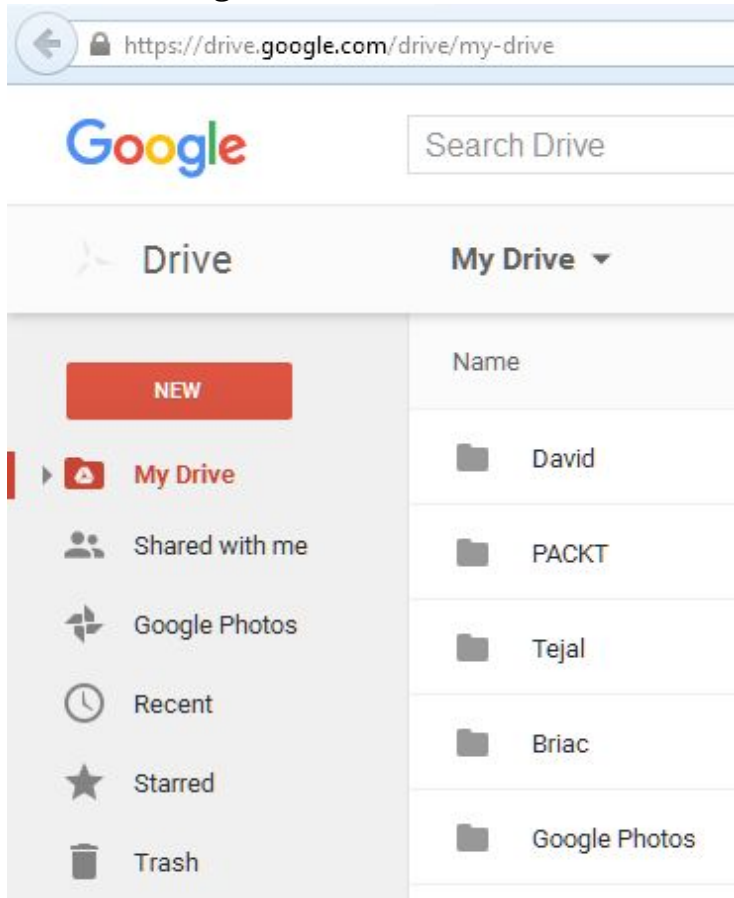 https://drive.google.com/drive/my-drive
Google
Search Drive
Drive
My Drive
NEW
My Drive
Shared with me
Google Photos
Recent
Starred
Trash
Name
David
PACKT
Tejal
Briac
Google Photos